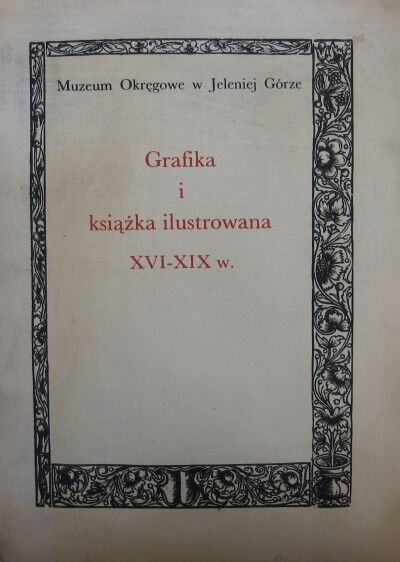 Muzeum Okręgowe w Jeleniej Górze
Grafika
i
książka ilustrowana
XVI-XIX w.